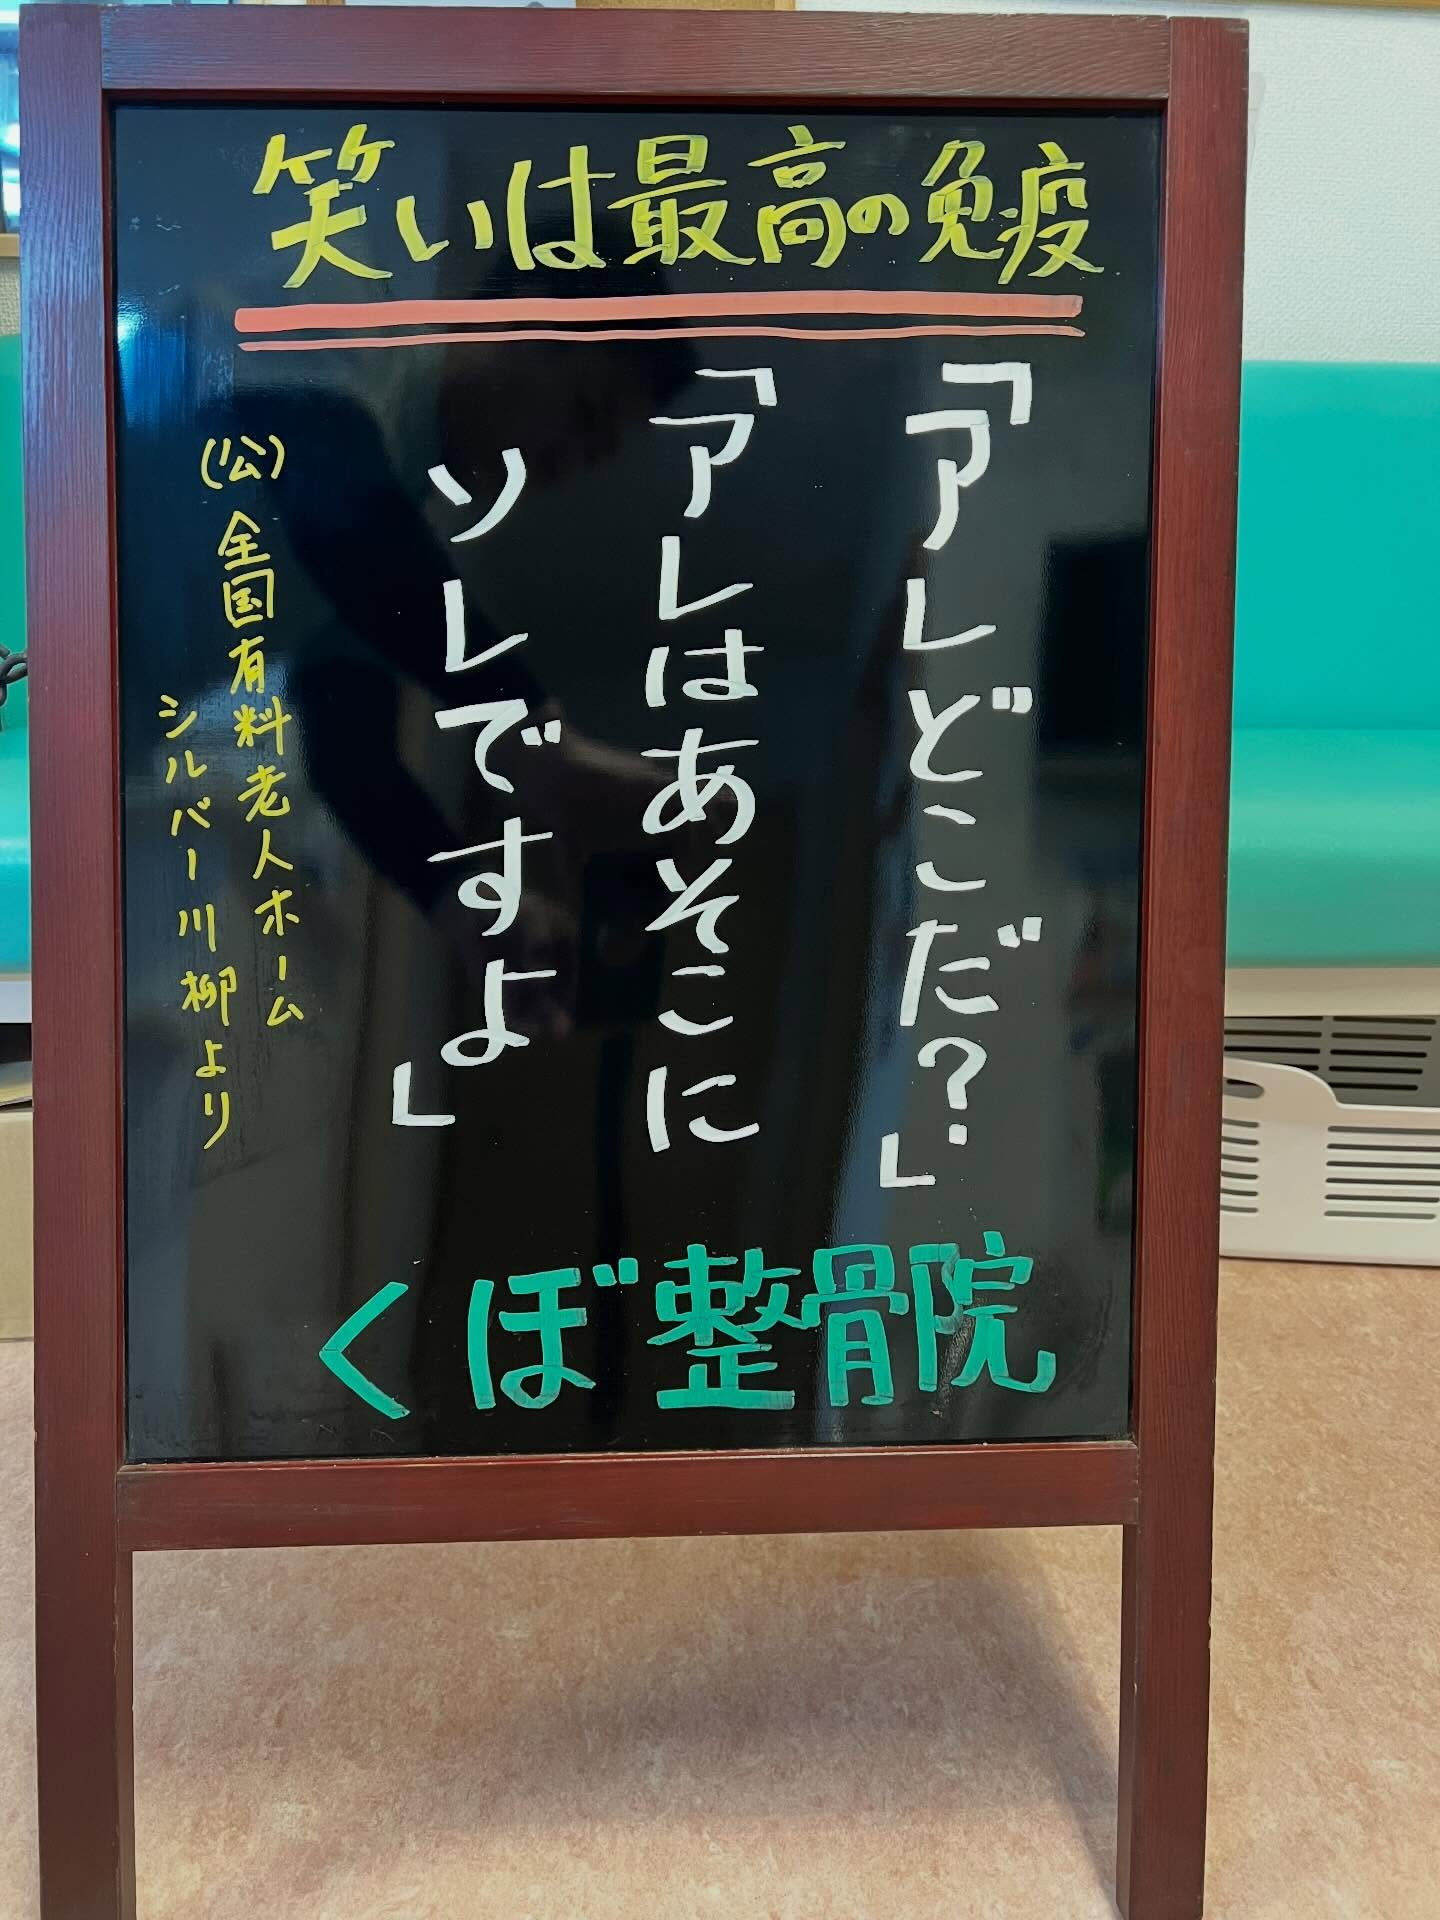 笑いは最高の免疫
「アレどこだ?」
「アレはあそこに
ソレですよ」
(公)全国有料老人ホーム
シルバー川柳より
くぼ整骨院